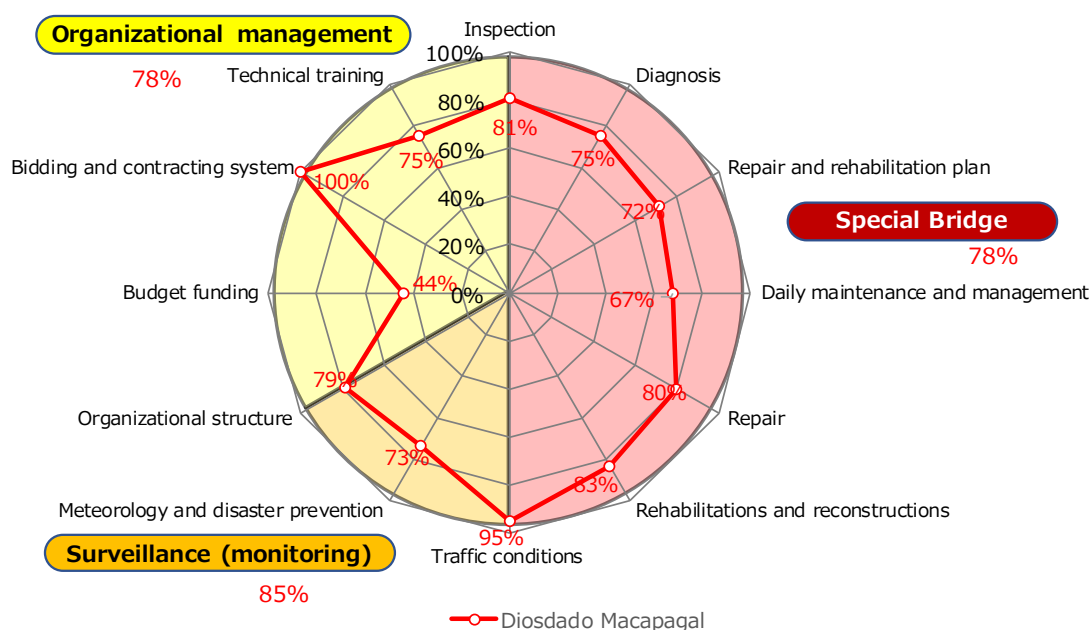 Inspection
Organizational management
100%
78%
Technical training
Diagnosis
80%
81%
75%
75%
60%
Bidding and contracting system
100%
Repair and rehabilitation plan
40%
72%
Special Bridge
78%
20%
Budget funding
44%
0%
67%
Daily maintenance and management
79%
80%
Organizational structure
Repair
73%
83%
Meteorology and disaster prevention
Rehabilitations and reconstructions
95%
Surveillance (monitoring)
Traffic conditions
85%
Diosdado Macapagal